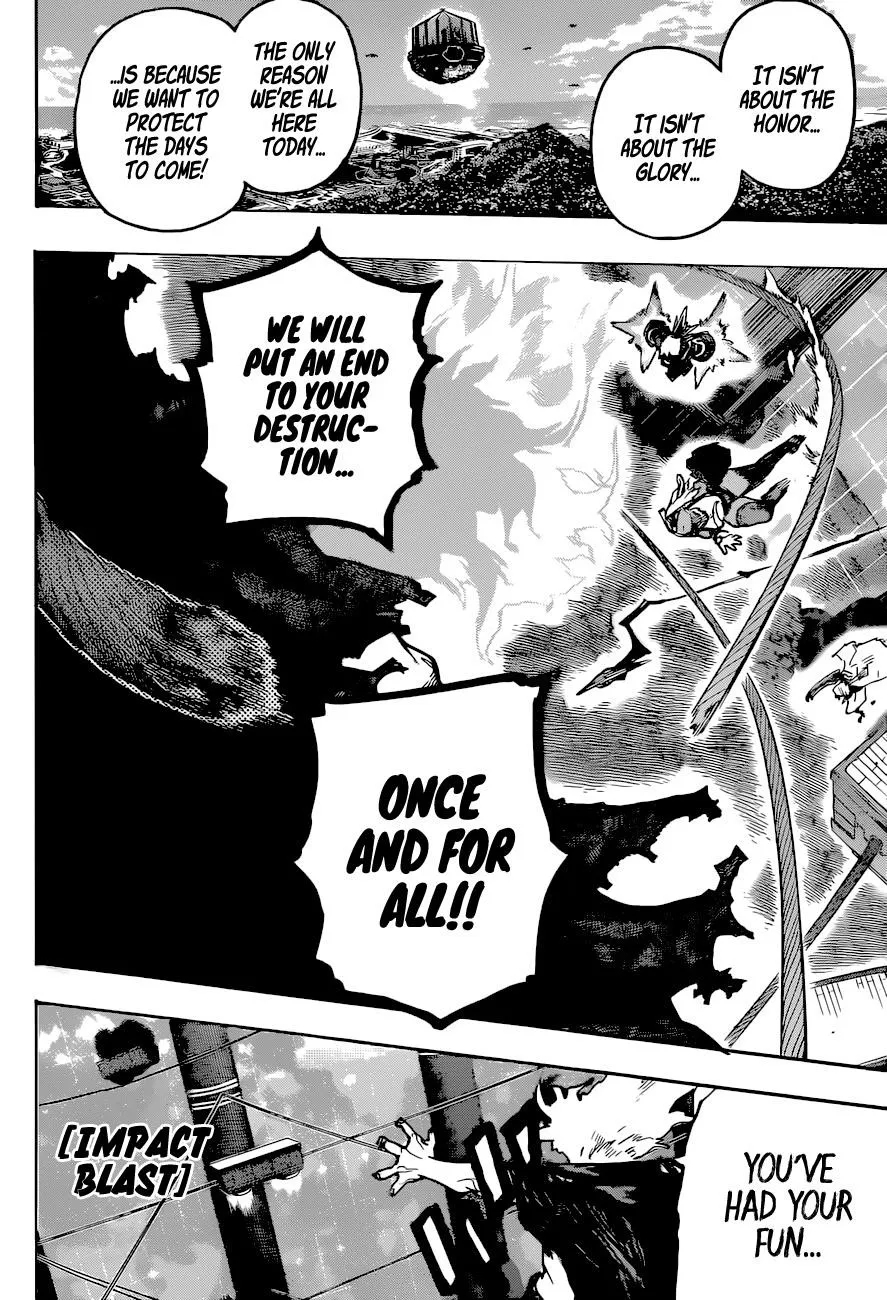 IT ISN'T
ABOUT THE
HONOR...
IT ISN'T
ABOUT THE
GLORY...
THE ONLY
REASON
WE'RE ALL
HERE
TODAY...
...IS BECAUSE
WE WANT TO
PROTECT
THE DAYS
TO COME!
WE WILL
PUT AN END
TO YOUR
DESTRUC-
TION...
ONCE
AND FOR
ALL!!
YOU'VE
HAD YOUR
FUN...
[IMPACT
BLAST]